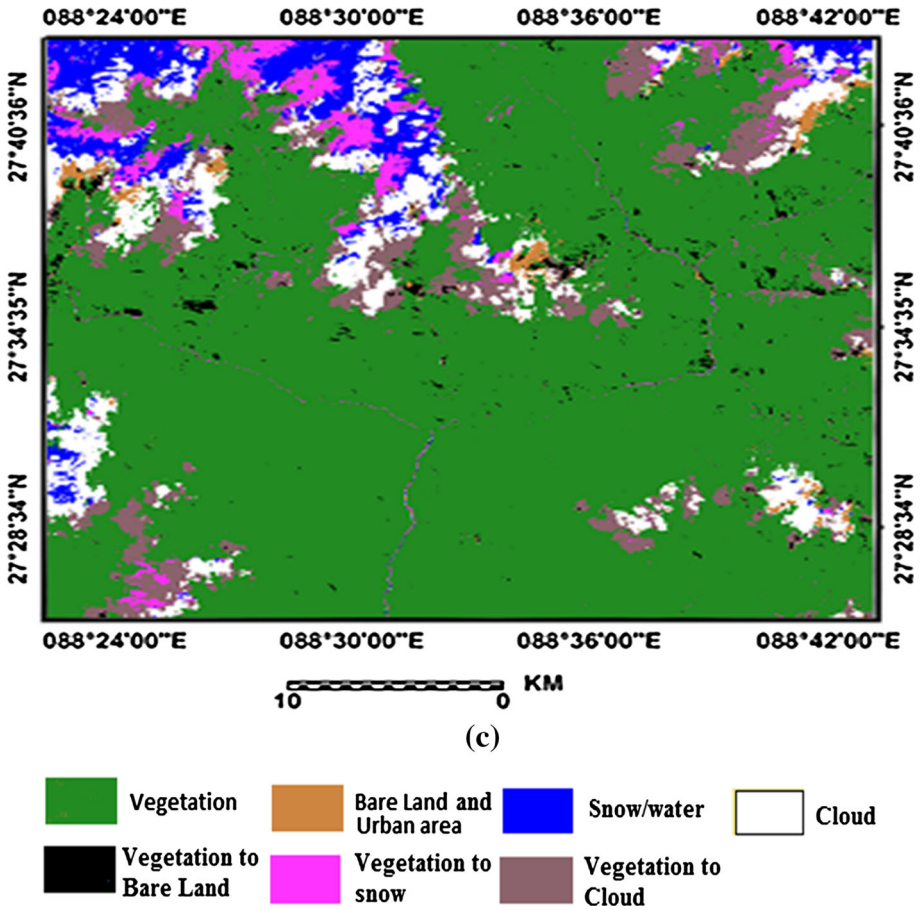 088°24'00"E 088°30'00"E 088°36'00"E 088°42'00"E
27°40'36"N 27°40'36"N
27°34'35"N 27°34'35"N
27°28'34"N 27°28'34"N
088°24'00"E 088°30'00"E 088°36'00"E 088°42'00"E
10 0 KM
(c)
Vegetation
Bare Land and
Urban area
Snow/water
Cloud
Vegetation to
Bare Land
Vegetation to
snow
Vegetation to
Cloud